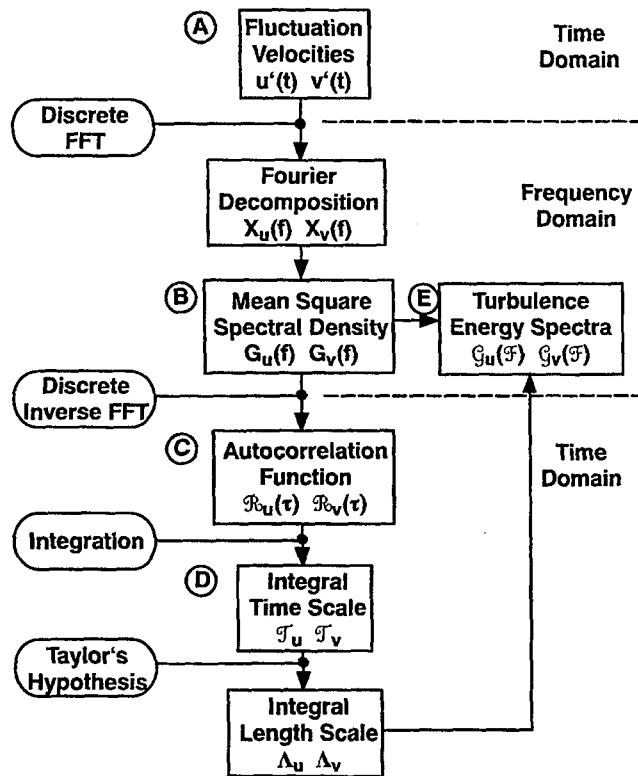 A
Fluctuation
Velocities
u‘(t) v‘(t)
Time
Domain
Discrete
FFT
Fourier
Decomposition
Xᵤ(f) Xᵥ(f)
Frequency
Domain
B
Mean Square
Spectral Density
Gᵤ(f) Gᵥ(f)
E
Turbulence
Energy Spectra
𝒢ᵤ(ℱ) 𝒢ᵥ(ℱ)
Discrete
Inverse FFT
C
Autocorrelation
Function
ℛᵤ(τ) ℛᵥ(τ)
Time
Domain
Integration
D
Integral
Time Scale
𝒯ᵤ 𝒯ᵥ
Taylor‘s
Hypothesis
Integral
Length Scale
Λᵤ Λᵥ